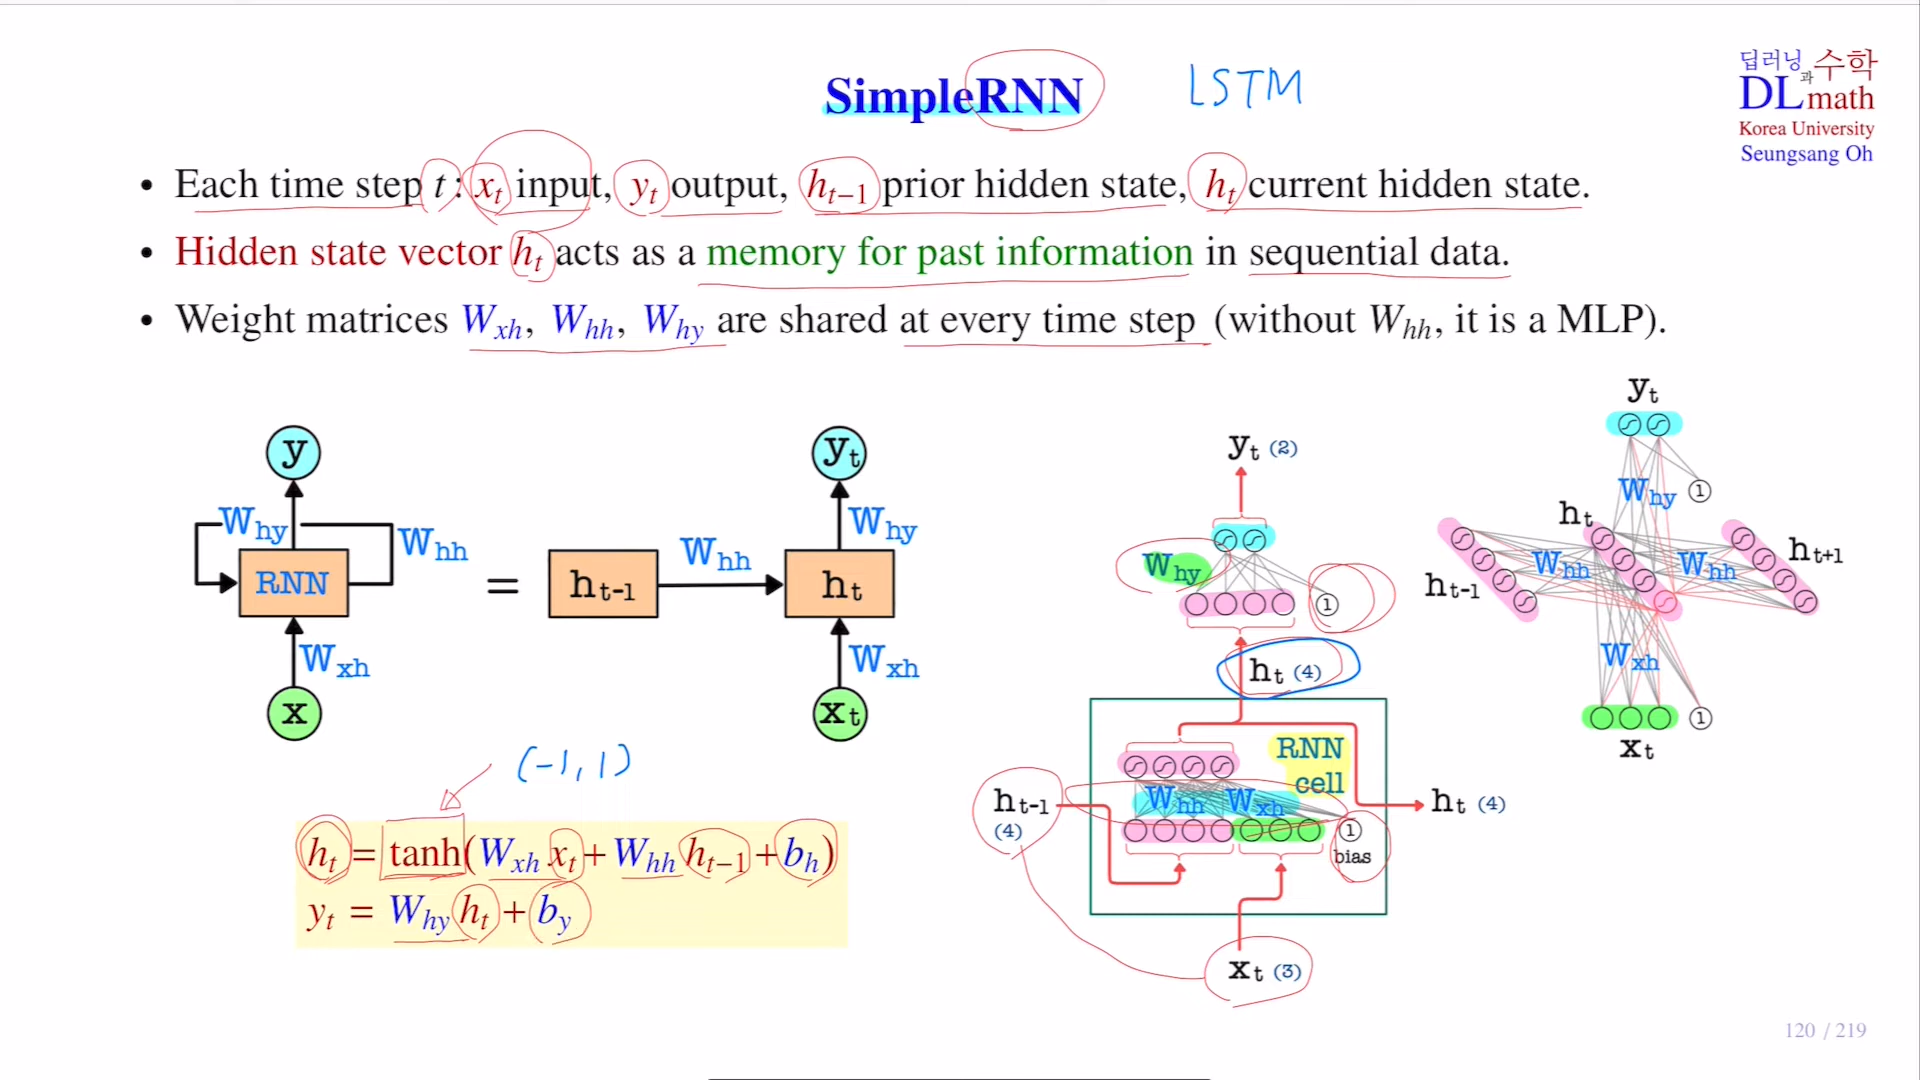 SimpleRNN
LSTM
딥러닝과수학
DLmath
Korea University
Seungsang Oh
• Each time step t : xₜ input, yₜ output, hₜ₋₁ prior hidden state, hₜ current hidden state.
• Hidden state vector hₜ acts as a memory for past information in sequential data.
• Weight matrices Wxh, Whh, Why are shared at every time step (without Whh, it is a MLP).
y
Why
Whh
RNN
Wxh
x
=
yₜ
Why
hₜ₋₁
Whh
hₜ
Wxh
xₜ
(-1, 1)
hₜ = tanh(Wxh xₜ + Whh hₜ₋₁ + bh)
yₜ = Why hₜ + by
yₜ (2)
Why
1
hₜ (4)
RNN
cell
hₜ₋₁
(4)
Whh Wxh
1
bias
hₜ (4)
xₜ (3)
yₜ
Why
1
hₜ
hₜ₋₁
Whh
Whh
hₜ₊₁
Wxh
1
xₜ
120 / 219